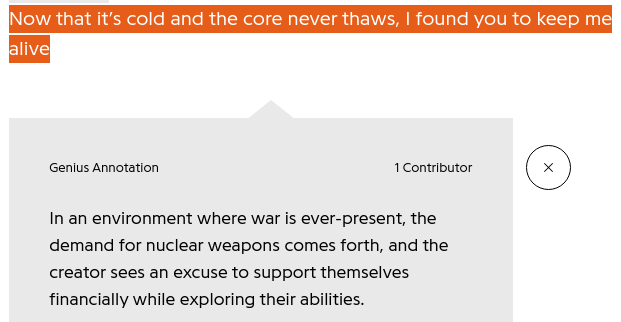 Now that it’s cold and the core never thaws, I found you to keep me
alive
Genius Annotation
1 Contributor
In an environment where war is ever-present, the
demand for nuclear weapons comes forth, and the
creator sees an excuse to support themselves
financially while exploring their abilities.